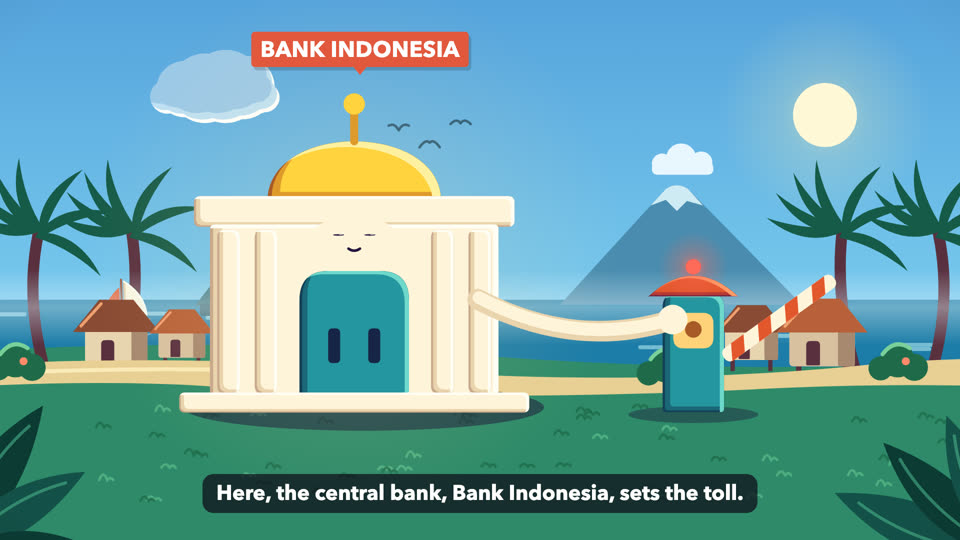 BANK INDONESIA
Here, the central bank, Bank Indonesia, sets the toll.